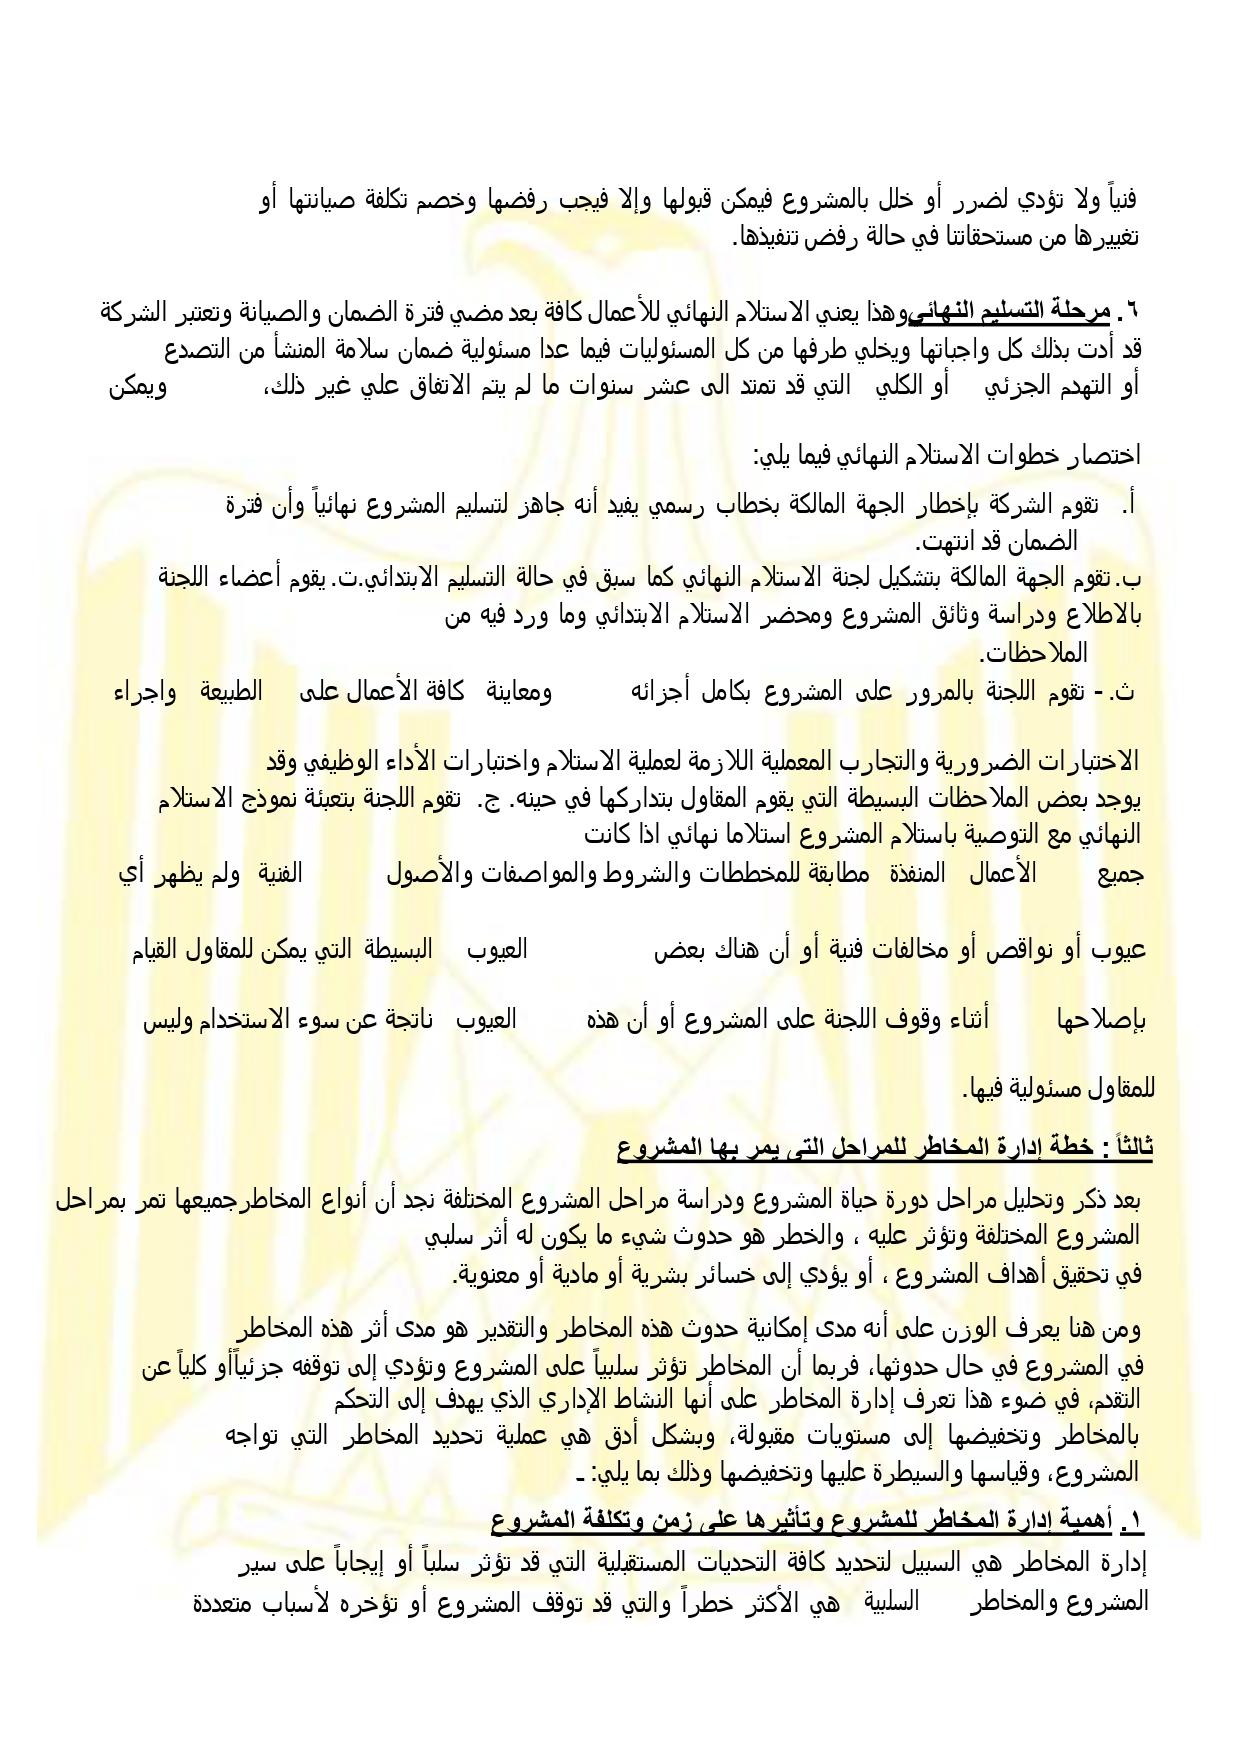 فنياً ولا تؤدي لضرر أو خلل بالمشروع فيمكن قبولها وإلا فيجب رفضها وخصم تكلفة صيانتها أو
تغييرها من مستحقاتنا في حالة رفض تنفيذها.
٦. مرحلة التسليم النهائي وهذا يعني الاستلام النهائي للأعمال كافة بعد مضي فترة الضمان والصيانة وتعتبر الشركة
قد أدت بذلك كل واجباتها ويخلي طرفها من كل المسئوليات فيما عدا مسئولية ضمان سلامة المنشأ من التصدع
أو التهدم الجزئي أو الكلي التي قد تمتد الى عشر سنوات ما لم يتم الاتفاق علي غير ذلك، ويمكن
اختصار خطوات الاستلام النهائي فيما يلي:
أ. تقوم الشركة بإخطار الجهة المالكة بخطاب رسمي يفيد أنه جاهز لتسليم المشروع نهائياً وأن فترة
الضمان قد انتهت.
ب. تقوم الجهة المالكة بتشكيل لجنة الاستلام النهائي كما سبق في حالة التسليم الابتدائي.ت. يقوم أعضاء اللجنة
بالاطلاع ودراسة وثائق المشروع ومحضر الاستلام الابتدائي وما ورد فيه من
الملاحظات.
ث. - تقوم اللجنة بالمرور على المشروع بكامل أجزائه ومعاينة كافة الأعمال على الطبيعة واجراء
الاختبارات الضرورية والتجارب المعملية اللازمة لعملية الاستلام واختبارات الأداء الوظيفي وقد
يوجد بعض الملاحظات البسيطة التي يقوم المقاول بتداركها في حينه. ج. تقوم اللجنة بتعبئة نموذج الاستلام
النهائي مع التوصية باستلام المشروع استلاما نهائي اذا كانت
جميع الأعمال المنفذة مطابقة للمخططات والشروط والمواصفات والأصول الفنية ولم يظهر أي
عيوب أو نواقص أو مخالفات فنية أو أن هناك بعض العيوب البسيطة التي يمكن للمقاول القيام
بإصلاحها أثناء وقوف اللجنة على المشروع أو أن هذه العيوب ناتجة عن سوء الاستخدام وليس
للمقاول مسئولية فيها.
ثالثاً : خطة إدارة المخاطر للمراحل التي يمر بها المشروع
بعد ذكر وتحليل مراحل دورة حياة المشروع ودراسة مراحل المشروع المختلفة نجد أن أنواع المخاطرجميعها تمر بمراحل
المشروع المختلفة وتؤثر عليه ، والخطر هو حدوث شيء ما يكون له أثر سلبي
في تحقيق أهداف المشروع ، أو يؤدي إلى خسائر بشرية أو مادية أو معنوية.
ومن هنا يعرف الوزن على أنه مدى إمكانية حدوث هذه المخاطر والتقدير هو مدى أثر هذه المخاطر
في المشروع في حال حدوثها، فربما أن المخاطر تؤثر سلبياً على المشروع وتؤدي إلى توقفه جزئياًأو كلياً عن
التقدم، في ضوء هذا تعرف إدارة المخاطر على أنها النشاط الإداري الذي يهدف إلى التحكم
بالمخاطر وتخفيضها إلى مستويات مقبولة، وبشكل أدق هي عملية تحديد المخاطر التي تواجه
المشروع، وقياسها والسيطرة عليها وتخفيضها وذلك بما يلي: ـ
١. أهمية إدارة المخاطر للمشروع وتأثيرها على زمن وتكلفة المشروع
إدارة المخاطر هي السبيل لتحديد كافة التحديات المستقبلية التي قد تؤثر سلباً أو إيجاباً على سير
المشروع والمخاطر السلبية هي الأكثر خطراً والتي قد توقف المشروع أو تؤخره لأسباب متعددة